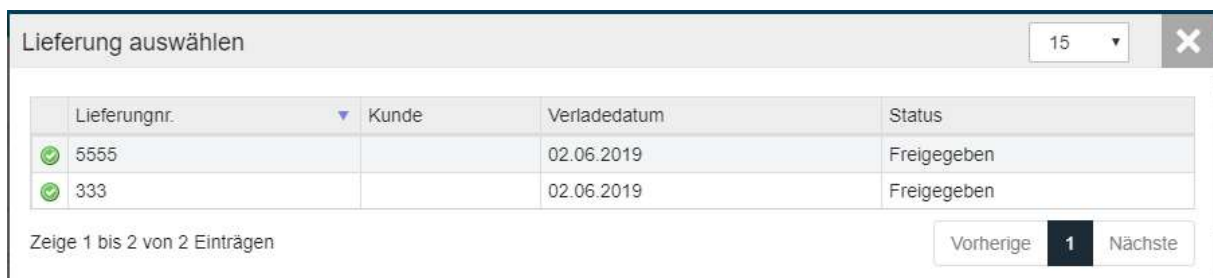 Lieferung auswählen 15
Lieferungnr. Kunde Verladedatum Status
5555 02.06.2019 Freigegeben
333 02.06.2019 Freigegeben
Zeige 1 bis 2 von 2 Einträgen Vorherige 1 Nächste